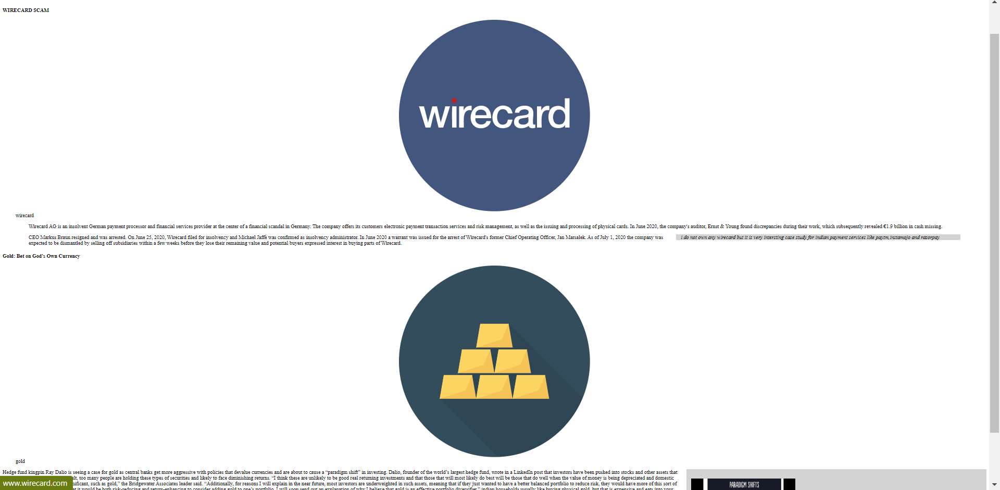 WIRECARD SCAM
wirecard
wirecard
Wirecard AG is an insolvent German payment processor and financial services provider at the center of a financial scandal in Germany. The company offers its customers electronic payment transaction services and risk management, as well as the issuing and processing of physical cards. In June 2020, the company's auditor, Ernst & Young found discrepancies during their work, which subsequently revealed €1.9 billion in cash missing.
CEO Markus Braun resigned and was arrested. On June 25, 2020, Wirecard filed for insolvency and Michael Jaffè was confirmed as insolvency administrator. In June 2020 a warrant was issued for the arrest of Wirecard's former Chief Operating Officer, Jan Marsalek. As of July 1, 2020 the company was
expected to be dismantled by selling off subsidiaries within a few weeks before they lose their remaining value and potential buyers expressed interest in buying parts of Wirecard.
i do not own any wirecard but it is very intersting case study for indian payment services like paytm,instamojo and razorpay
Gold: Bet on God's Own Currency
gold
Hedge fund kingpin Ray Dalio is seeing a case for gold as central banks get more aggressive with policies that devalue currencies and are about to cause a “paradigm shift” in investing. Dalio, founder of the world’s largest hedge fund, wrote in a LinkedIn post that investors have been pushed into stocks and other assets that
lt, too many people are holding these types of securities and likely to face diminishing returns. “I think these are unlikely to be good real returning investments and that those that will most likely do best will be those that do well when the value of money is being depreciated and domestic
nificant, such as gold,” the Bridgewater Associates leader said. “Additionally, for reasons I will explain in the near future, most investors are underweighted in such assets, meaning that if they just wanted to have a better balanced portfolio to reduce risk, they would have more of this sort of
t it would be both risk-reducing and return-enhancing to consider adding gold to one’s portfolio. I will soon send out an explanation of why I believe that gold is an effective portfolio diversifier.” indian households usually like buying physical gold, but that is expensive and eats into your
PARADIGM SHIFTS
www.wirecard.com